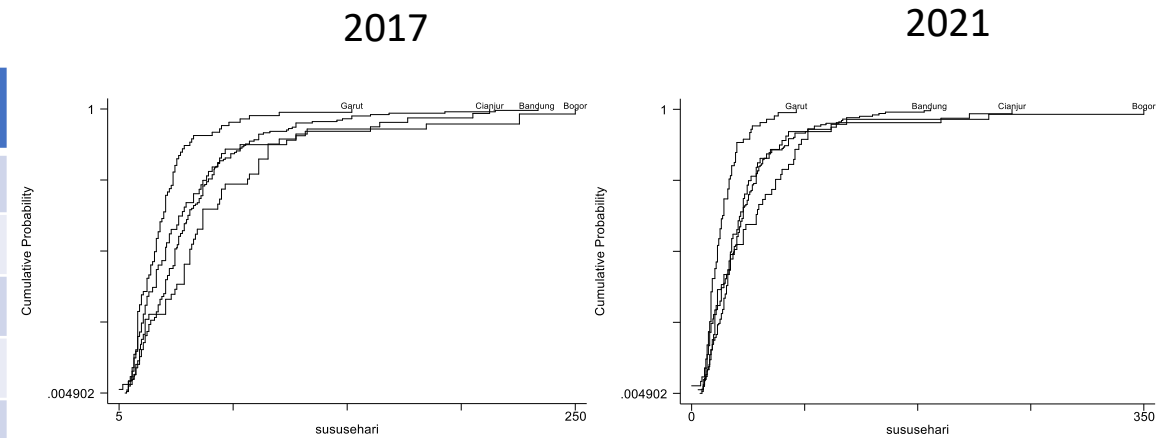 2017
2021
1
Garut
Cianjur
Bandung
Bogor
Cumulative Probability
.004902
5
250
sususehari
1
Garut
Bandung
Cianjur
Bogor
Cumulative Probability
.004902
0
350
sususehari